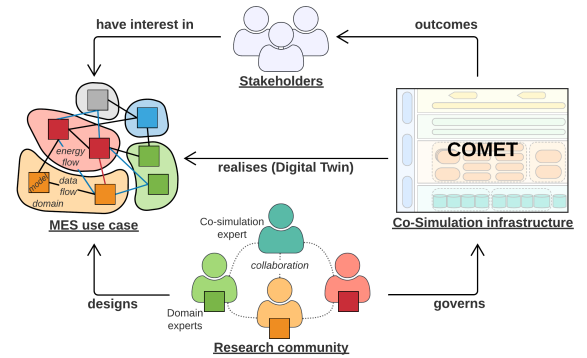 have interest in
outcomes
Stakeholders
energy
flow
model
data
flow
domain
MES use case
realises (Digital Twin)
COMET
Co-Simulation infrastructure
Co-simulation
expert
collaboration
designs
Domain
experts
governs
Research community